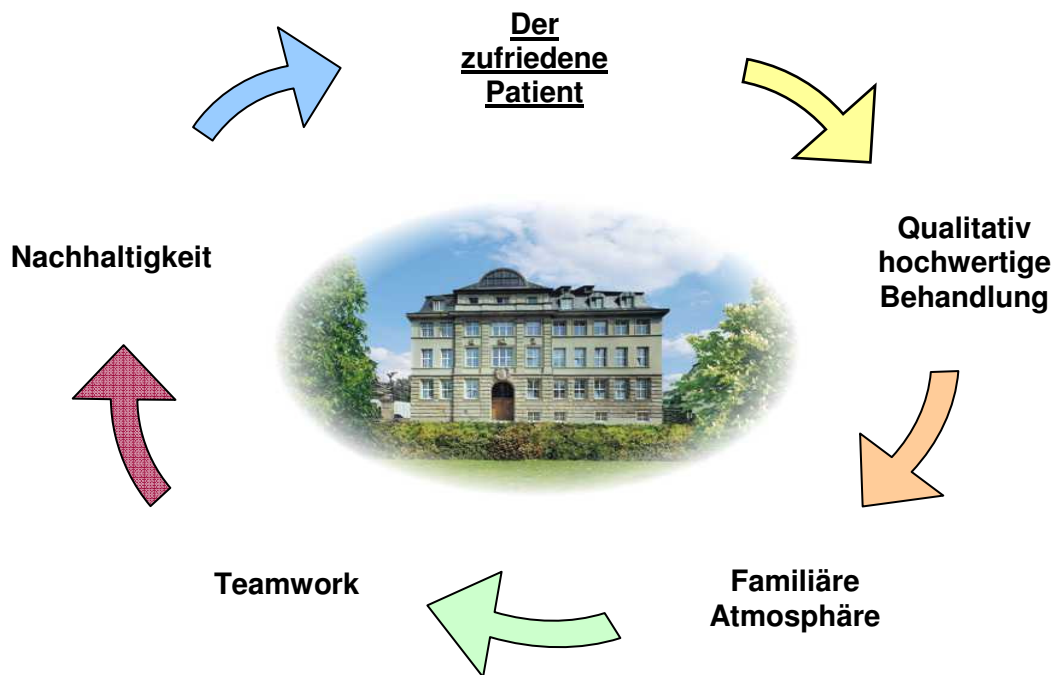 Der
zufriedene
Patient
Qualitativ
hochwertige
Behandlung
Familiäre
Atmosphäre
Teamwork
Nachhaltigkeit